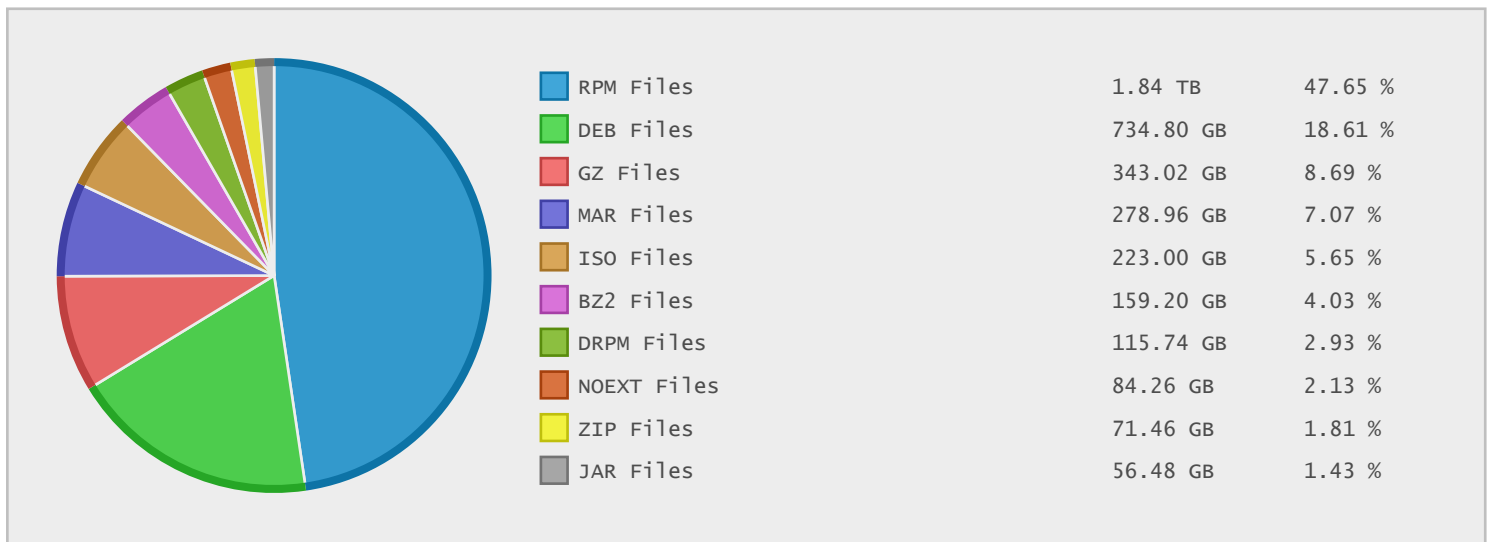 RPM Files 1.84 TB 47.65 %
DEB Files 734.80 GB 18.61 %
GZ Files 343.02 GB 8.69 %
MAR Files 278.96 GB 7.07 %
ISO Files 223.00 GB 5.65 %
BZ2 Files 159.20 GB 4.03 %
DRPM Files 115.74 GB 2.93 %
NOEXT Files 84.26 GB 2.13 %
ZIP Files 71.46 GB 1.81 %
JAR Files 56.48 GB 1.43 %